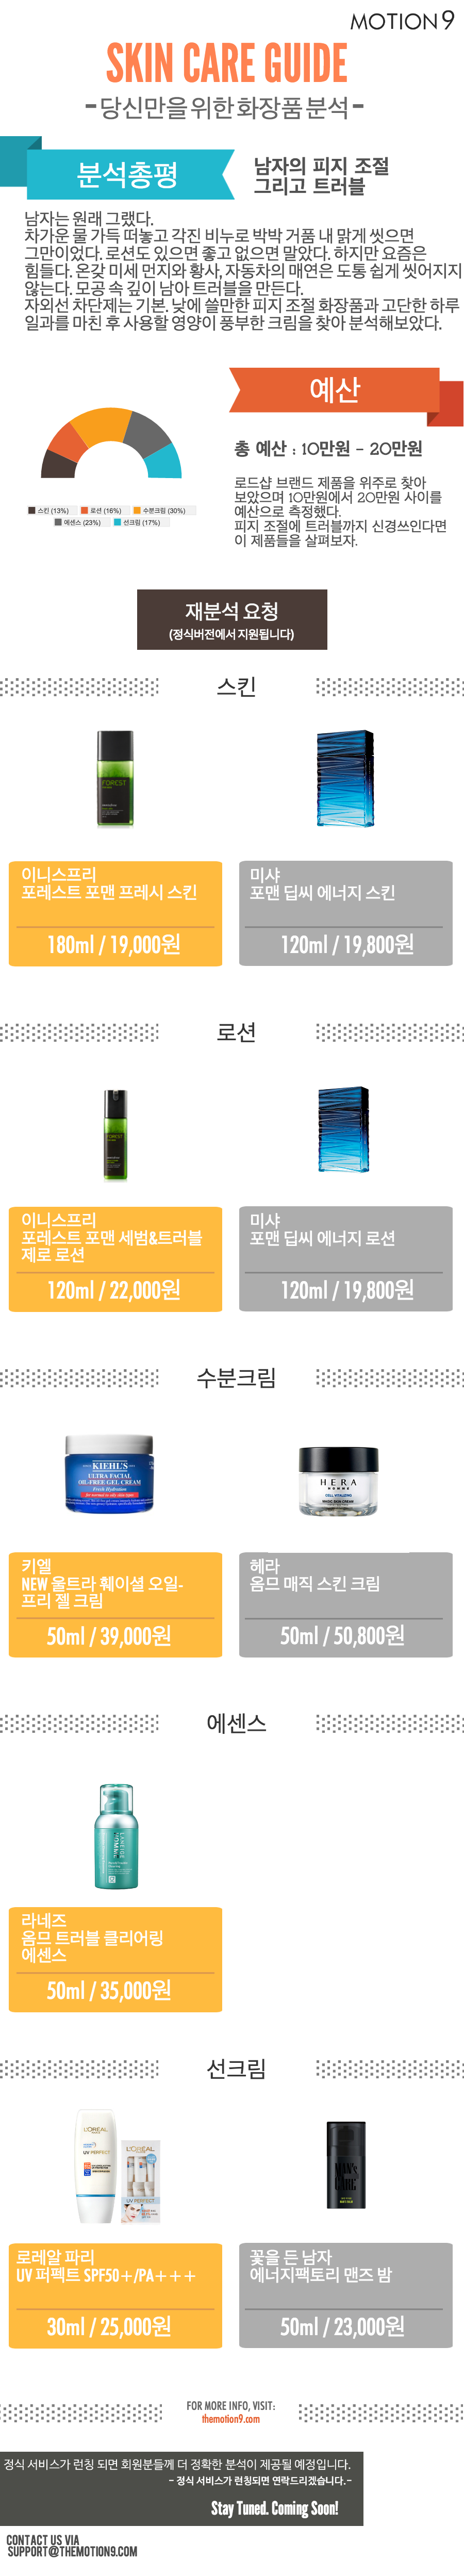 MOTION 9
SKIN CARE GUIDE
-당신만을위한화장품분석-
분석총평
남자의 피지 조절
그리고 트러블
남자는 원래 그랬다.
차가운 물 가득 떠놓고 각진 비누로 박박 거품 내 맑게 씻으면
그만이었다. 로션도 있으면 좋고 없으면 말았다. 하지만 요즘은
힘들다. 온갖 미세 먼지와 황사, 자동차의 매연은 도통 쉽게 씻어지지
않는다. 모공 속 깊이 남아 트러블을 만든다.
자외선 차단제는 기본. 낮에 쓸만한 피지 조절 화장품과 고단한 하루
일과를 마친 후 사용할 영양이 풍부한 크림을 찾아 분석해보았다.
예산
총 예산 : 10만원 - 20만원
로드샵 브랜드 제품을 위주로 찾아
보았으며 10만원에서 20만원 사이를
예산으로 측정했다.
피지 조절에 트러블까지 신경쓰인다면
이 제품들을 살펴보자.
스킨 (13%) 로션 (16%) 수분크림 (30%)
에센스 (23%) 선크림 (17%)
재분석 요청
(정식버전에서 지원됩니다)
스킨
FOREST
이니스프리
포레스트 포맨 프레시 스킨
180ml / 19,000원
미샤
포맨 딥씨 에너지 스킨
120ml / 19,800원
로션
FOREST
이니스프리
포레스트 포맨 세범&트러블
제로 로션
120ml / 22,000원
미샤
포맨 딥씨 에너지 로션
120ml / 19,800원
수분크림
KIEHL'S
ULTRA FACIAL
OIL-FREE GEL CREAM
Fresh Hydration
HERA
HOMME
CELL VITALIZING
MAGIC SKIN CREAM
키엘
NEW 울트라 훼이셜 오일-
프리 젤 크림
50ml / 39,000원
헤라
옴므 매직 스킨 크림
50ml / 50,800원
에센스
LANEIGE
HOMME
라네즈
옴므 트러블 클리어링
에센스
50ml / 35,000원
선크림
L'OREAL
UV PERFECT
L'OREAL
UV PERFECT
MAN'S
CARE
로레알 파리
UV 퍼펙트 SPF50+/PA+++
30ml / 25,000원
꽃을 든 남자
에너지팩토리 맨즈 밤
50ml / 23,000원
FOR MORE INFO, VISIT:
themotion9.com
정식 서비스가 런칭 되면 회원분들께 더 정확한 분석이 제공될 예정입니다.
- 정식 서비스가 런칭되면 연락드리겠습니다.-
Stay Tuned. Coming Soon!
CONTACT US VIA
SUPPORT@THEMOTION9.COM